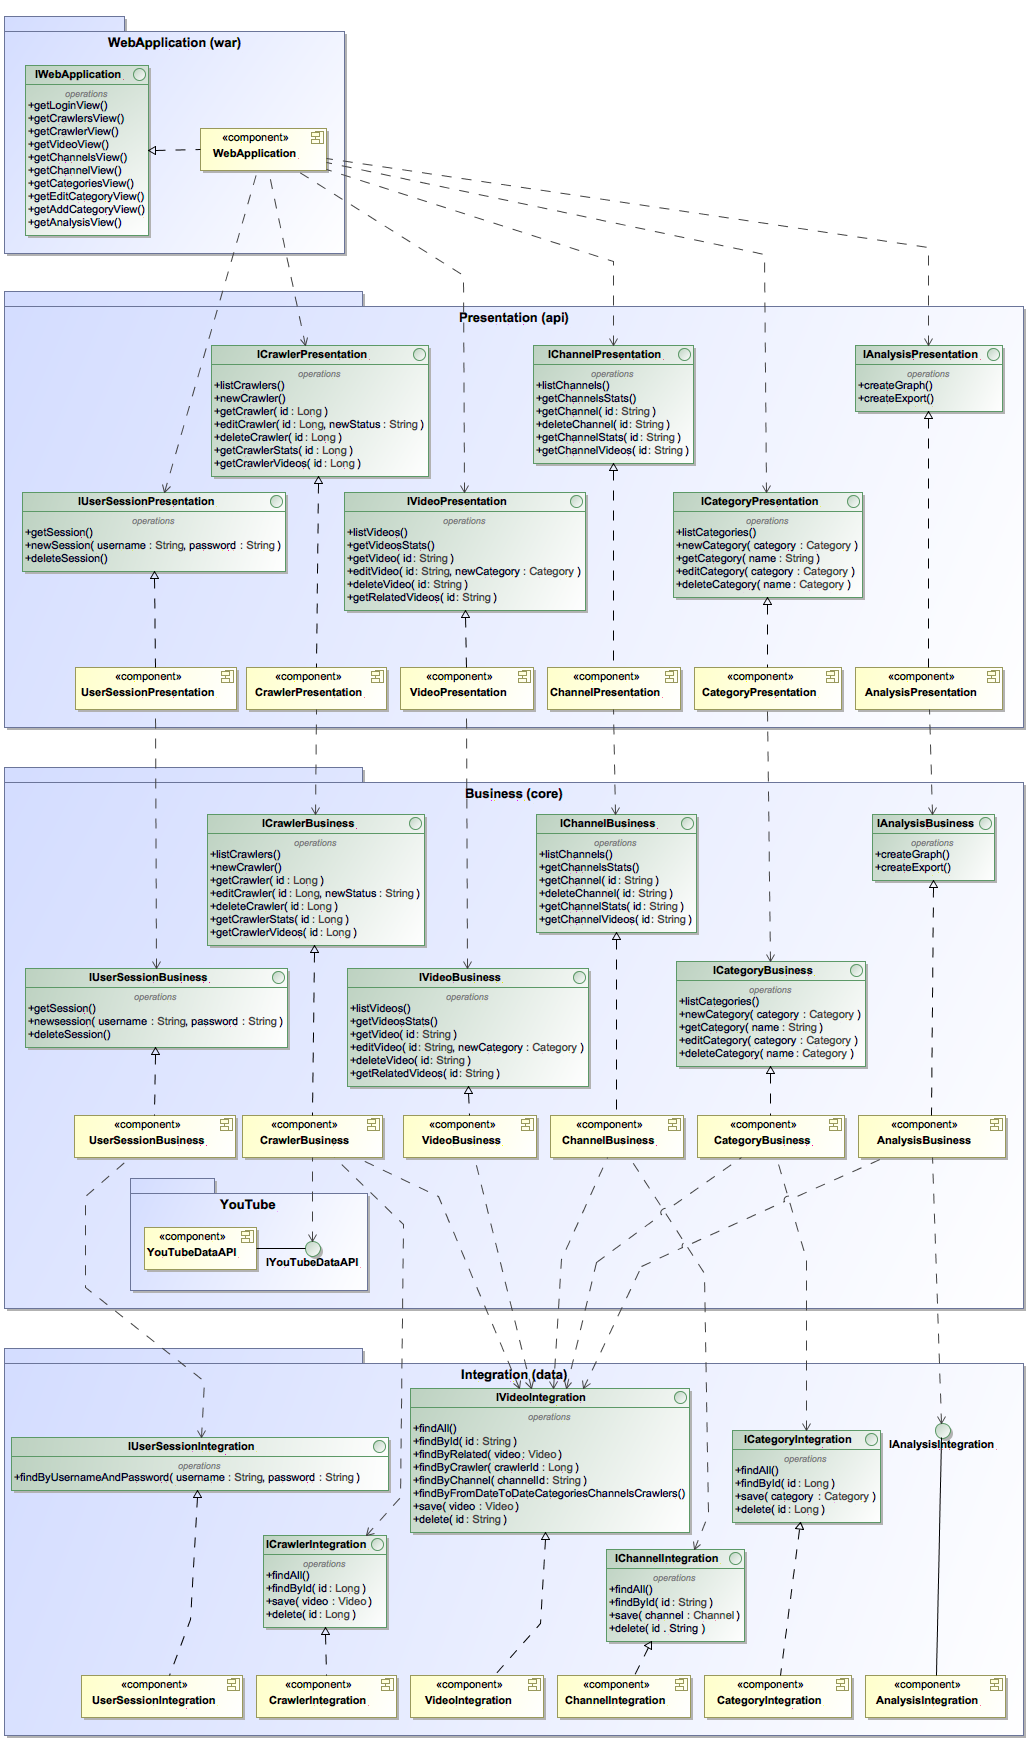 WebApplication (war)
IWebApplication
operations
+getLoginView()
+getCrawlersView()
+getCrawlerView()
+getVideoView()
+getChannelsView()
+getChannelView()
+getCategoriesView()
+getEditCategoryView()
+getAddCategoryView()
+getAnalysisView()
«component»
WebApplication
Presentation (api)
ICrawlerPresentation
operations
+listCrawlers()
+newCrawler()
+getCrawler( id : Long )
+editCrawler( id : Long, newStatus : String )
+deleteCrawler( id : Long )
+getCrawlerStats( id : Long )
+getCrawlerVideos( id : Long )
IChannelPresentation
operations
+listChannels()
+getChannelsStats()
+getChannel( id : String )
+deleteChannel( id : String )
+getChannelStats( id : String )
+getChannelVideos( id : String )
IAnalysisPresentation
operations
+createGraph()
+createExport()
IUserSessionPresentation
operations
+getSession()
+newSession( username : String, password : String )
+deleteSession()
IVideoPresentation
operations
+listVideos()
+getVideosStats()
+getVideo( id : String )
+editVideo( id : String, newCategory : Category )
+deleteVideo( id : String )
+getRelatedVideos( id : String )
ICategoryPresentation
operations
+listCategories()
+newCategory( category : Category )
+getCategory( name : String )
+editCategory( category : Category )
+deleteCategory( name : Category )
«component»
UserSessionPresentation
«component»
CrawlerPresentation
«component»
VideoPresentation
«component»
ChannelPresentation
«component»
CategoryPresentation
«component»
AnalysisPresentation
Business (core)
ICrawlerBusiness
operations
+listCrawlers()
+newCrawler()
+getCrawler( id : Long )
+editCrawler( id : Long, newStatus : String )
+deleteCrawler( id : Long )
+getCrawlerStats( id : Long )
+getCrawlerVideos( id : Long )
IChannelBusiness
operations
+listChannels()
+getChannelsStats()
+getChannel( id : String )
+deleteChannel( id : String )
+getChannelStats( id : String )
+getChannelVideos( id : String )
IAnalysisBusiness
operations
+createGraph()
+createExport()
IUserSessionBusiness
operations
+getSession()
+newsession( username : String, password : String )
+deleteSession()
IVideoBusiness
operations
+listVideos()
+getVideosStats()
+getVideo( id : String )
+editVideo( id : String, newCategory : Category )
+deleteVideo( id : String )
+getRelatedVideos( id : String )
ICategoryBusiness
operations
+listCategories()
+newCategory( category : Category )
+getCategory( name : String )
+editCategory( category : Category )
+deleteCategory( name : Category )
«component»
UserSessionBusiness
«component»
CrawlerBusiness
«component»
VideoBusiness
«component»
ChannelBusiness
«component»
CategoryBusiness
«component»
AnalysisBusiness
YouTube
«component»
YouTubeDataAPI
IYouTubeDataAPI
Integration (data)
IVideoIntegration
operations
+findAll()
+findById( id : String )
+findByRelated( video : Video )
+findByCrawler( crawlerId : Long )
+findByChannel( channelId : String )
+findByFromDateToDateCategoriesChannelsCrawlers()
+save( video : Video )
+delete( id : String )
IUserSessionIntegration
operations
+findByUsernameAndPassword( username : String, password : String )
ICategoryIntegration
operations
+findAll()
+findById( id : Long )
+save( category : Category )
+delete( id : Long )
IAnalysisIntegration
ICrawlerIntegration
operations
+findAll()
+findById( id : Long )
+save( video : Video )
+delete( id : Long )
IChannelIntegration
operations
+findAll()
+findById( id : String )
+save( channel : Channel )
+delete( id . String )
«component»
UserSessionIntegration
«component»
CrawlerIntegration
«component»
VideoIntegration
«component»
ChannelIntegration
«component»
CategoryIntegration
«component»
AnalysisIntegration